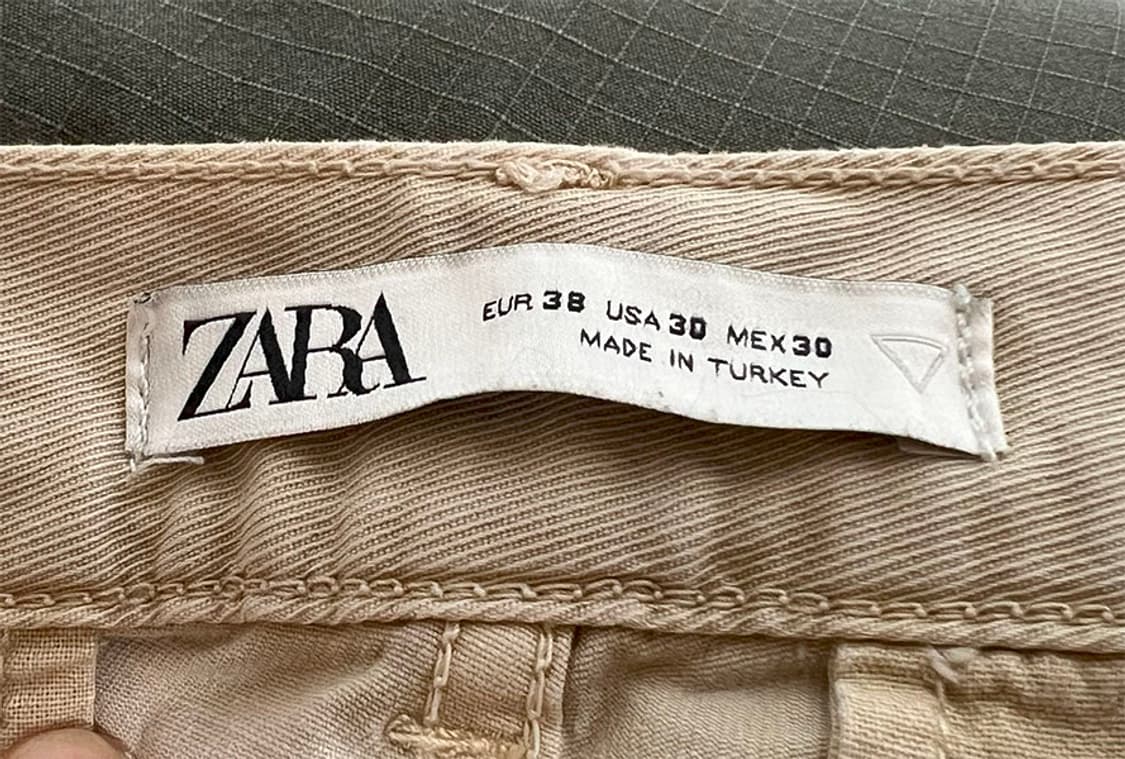 ZARA
EUR 38 USA 30 MEX 30
MADE IN TURKEY